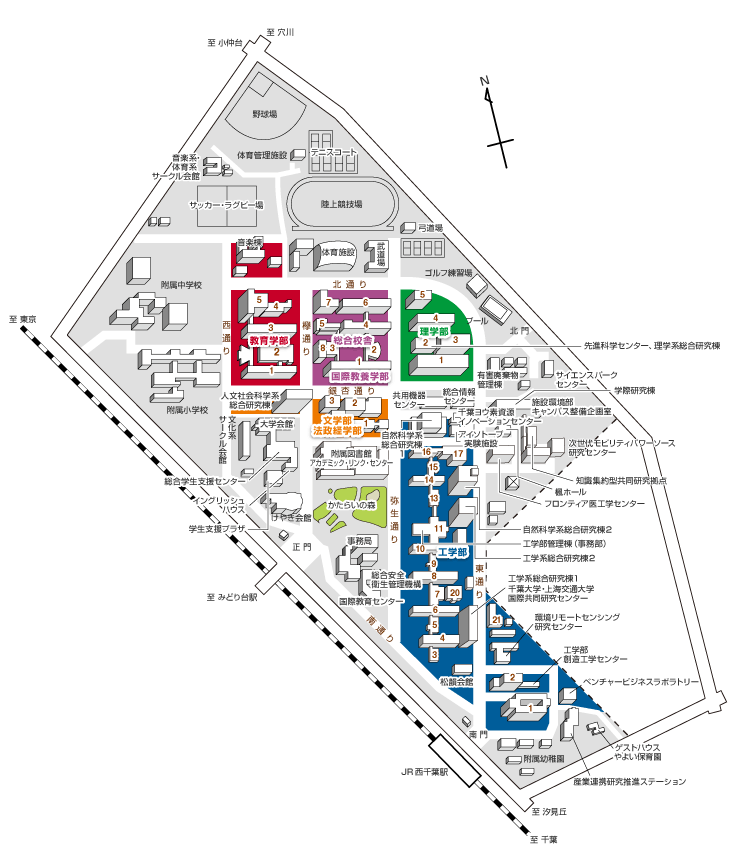 至 穴川
至 小仲台
N
野球場
体育管理施設
テニスコート
音楽系・
体育系
サークル会館
サッカー・ラグビー場
陸上競技場
弓道場
音楽棟
体育施設
武道場
ゴルフ練習場
附属中学校
北 通 り
プール
北 門
至 東京
西通り
欅通り
5
4
3
教育学部
2
1
7
6
5
4
総合校舎
8
3
2
1
国際教養学部
5
4
理学部
2
3
1
先進科学センター、理学系総合研究棟
有害廃棄物
管理棟
サイエンスパーク
センター
学際研究棟
附属小学校
銀 杏 通 り
人文社会科学系
総合研究棟
共用機器
センター
統合情報
センター
施設環境部
キャンパス整備企画室
3
2
1
文学部
法政経学部
千葉ヨウ素資源
イノベーションセンター
文化系
サークル会館
大学会館
自然科学系
総合研究棟1
アイソトープ
実験施設
次世代モビリティパワーソース
研究センター
附属図書館
アカデミック・リンク・センター
16
17
15
14
知識集約型共同研究拠点
楓ホール
フロンティア医工学センター
総合学生支援センター
イングリッシュ
ハウス
かたらいの森
弥生通り
13
学生支援プラザ
けやき会館
自然科学系総合研究棟2
11
正 門
事務局
10
工学部
工学部管理棟(事務部)
工学系総合研究棟2
9
東通り
総合安全
衛生管理機構
8
工学系総合研究棟1
千葉大学・上海交通大学
国際共同研究センター
至 みどり台駅
国際教育センター
7
20
6
21
環境リモートセンシング
研究センター
南通り
5
4
3
工学部
創造工学センター
松韻会館
2
ベンチャービジネスラボラトリー
1
南 門
ゲストハウス
やよい保育園
附属幼稚園
JR 西千葉駅
産業連携研究推進ステーション
至 汐見丘
至 千葉